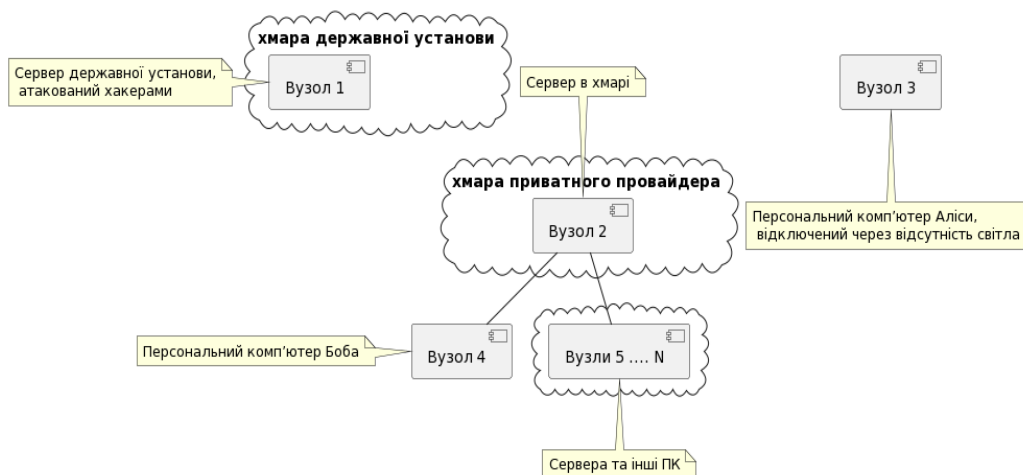 хмара державної установи
Сервер державної установи,
атакований хакерами
Вузол 1
Сервер в хмарі
Вузол 3
хмара приватного провайдера
Вузол 2
Персональний комп’ютер Аліси,
відключений через відсутність світла
Персональний комп’ютер Боба
Вузол 4
Вузли 5 .... N
Сервера та інші ПК